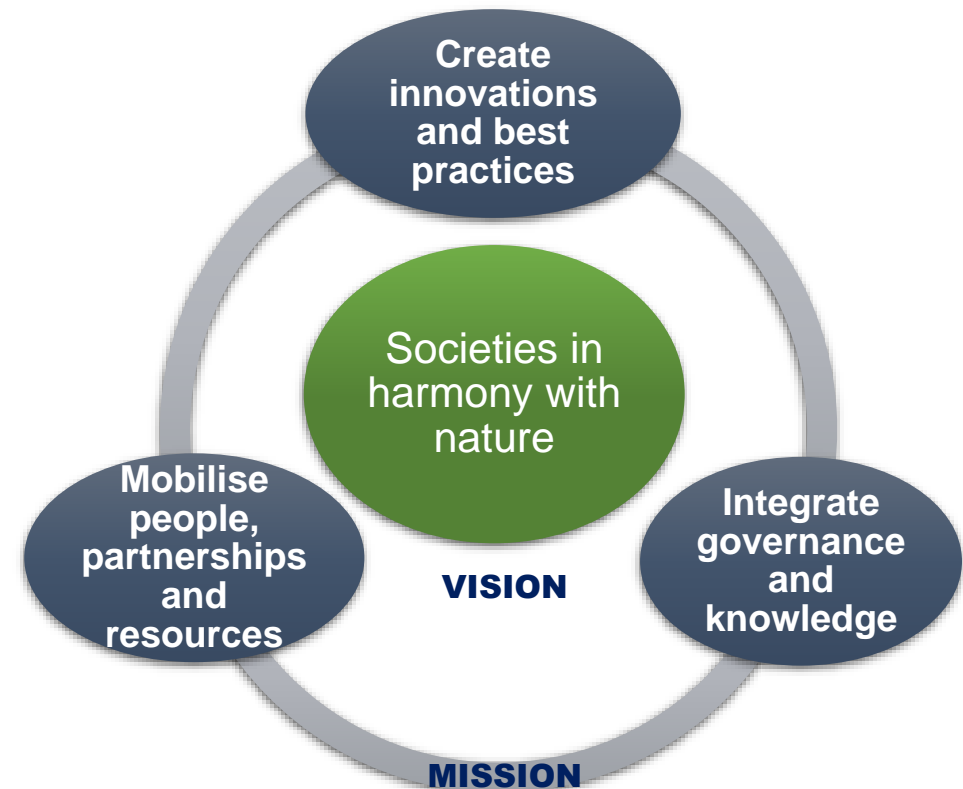 Create
innovations
and best
practices
Societies in
harmony with
nature
VISION
Mobilise
people,
partnerships
and
resources
Integrate
governance
and
knowledge
MISSION